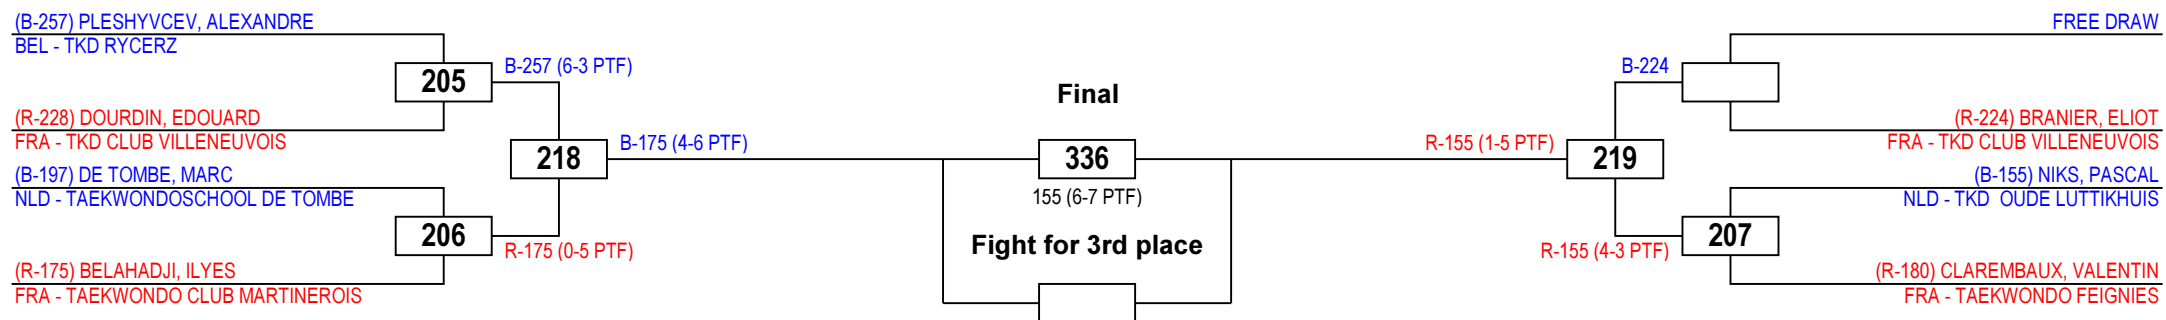 (B-257) PLESHYVCEV, ALEXANDRE
BEL - TKD RYCERZ
205
B-257 (6-3 PTF)
(R-228) DOURDIN, EDOUARD
FRA - TKD CLUB VILLENEUVOIS
218
B-175 (4-6 PTF)
(B-197) DE TOMBE, MARC
NLD - TAEKWONDOSCHOOL DE TOMBE
206
R-175 (0-5 PTF)
(R-175) BELAHADJI, ILYES
FRA - TAEKWONDO CLUB MARTINEROIS
Final
336
155 (6-7 PTF)
Fight for 3rd place
FREE DRAW
B-224
(R-224) BRANIER, ELIOT
FRA - TKD CLUB VILLENEUVOIS
R-155 (1-5 PTF)
219
(B-155) NIKS, PASCAL
NLD - TKD  OUDE LUTTIKHUIS
207
R-155 (4-3 PTF)
(R-180) CLAREMBAUX, VALENTIN
FRA - TAEKWONDO FEIGNIES